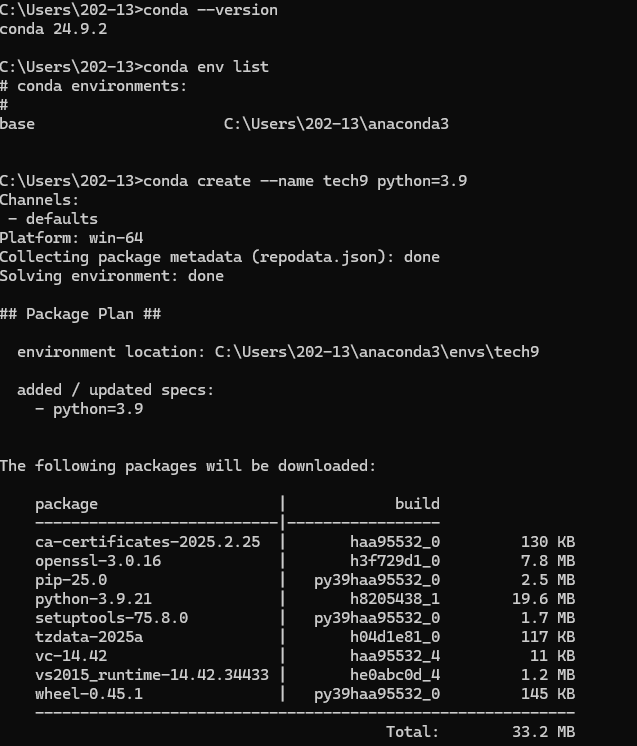 C:\Users\202-13>conda --version
conda 24.9.2
C:\Users\202-13>conda env list
# conda environments:
#
base                     C:\Users\202-13\anaconda3
C:\Users\202-13>conda create --name tech9 python=3.9
Channels:
 - defaults
Platform: win-64
Collecting package metadata (repodata.json): done
Solving environment: done
## Package Plan ##
  environment location: C:\Users\202-13\anaconda3\envs\tech9
  added / updated specs:
    - python=3.9
The following packages will be downloaded:
    package                    |            build
    ---------------------------|-----------------
    ca-certificates-2025.2.25  |       haa95532_0         130 KB
    openssl-3.0.16             |       h3f729d1_0         7.8 MB
    pip-25.0                   |   py39haa95532_0         2.5 MB
    python-3.9.21              |       h8205438_1        19.6 MB
    setuptools-75.8.0          |   py39haa95532_0         1.7 MB
    tzdata-2025a               |       h04d1e81_0         117 KB
    vc-14.42                   |       haa95532_4          11 KB
    vs2015_runtime-14.42.34433 |       he0abc0d_4         1.2 MB
    wheel-0.45.1               |   py39haa95532_0         145 KB
    ------------------------------------------------------------
                                           Total:        33.2 MB